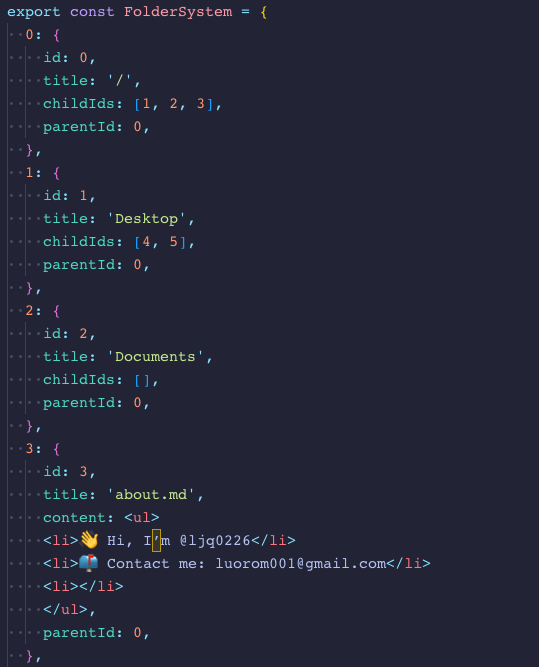 export const FolderSystem = {
0: {
id: 0,
title: '/',
childIds: [1, 2, 3],
parentId: 0,
},
1: {
id: 1,
title: 'Desktop',
childIds: [4, 5],
parentId: 0,
},
2: {
id: 2,
title: 'Documents',
childIds: [],
parentId: 0,
},
3: {
id: 3,
title: 'about.md',
content: <ul>
<li>👋 Hi, I’m @ljq0226</li>
<li>📫 Contact me: luorom001@gmail.com</li>
<li></li>
</ul>,
parentId: 0,
},